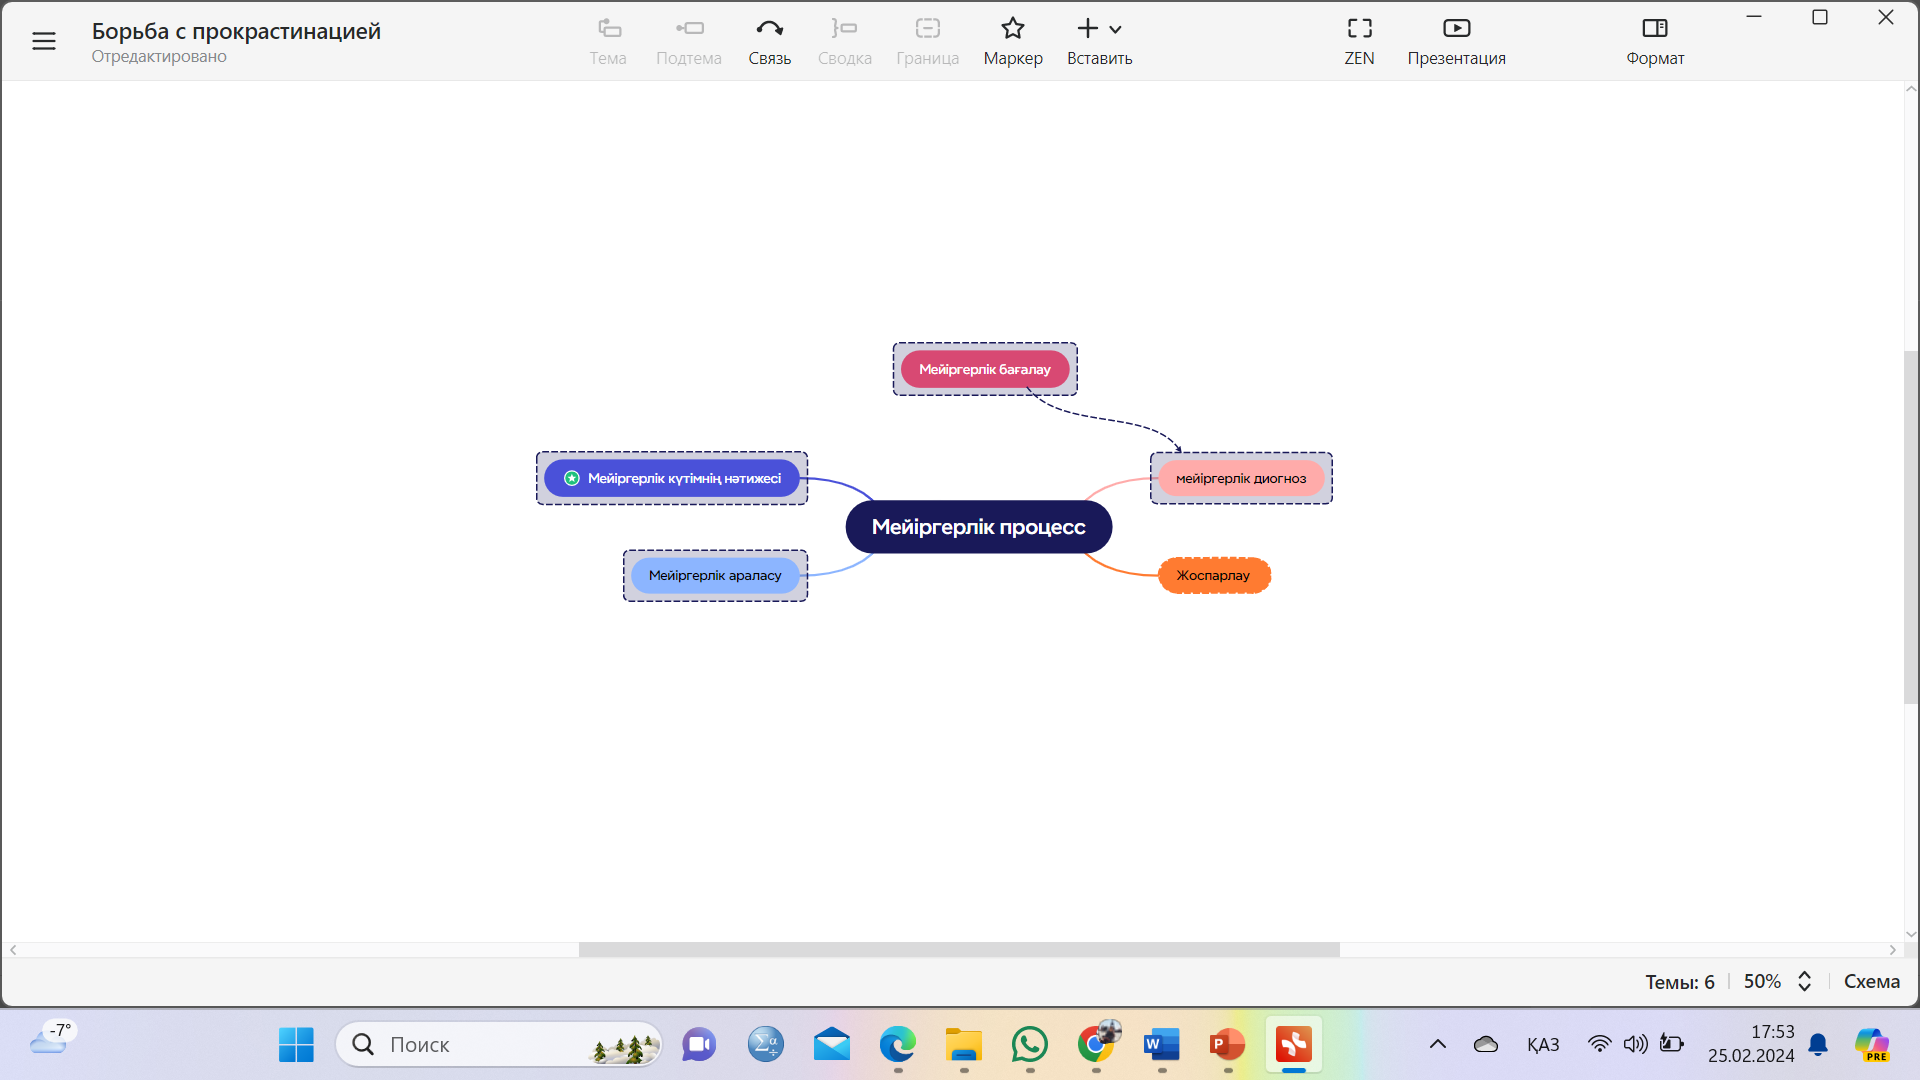 Борьба с прокрастинацией
Отредактировано
Тема
Подтема
Связь
Сводка
Граница
Маркер
Вставить
ZEN
Презентация
Формат
Мейіргерлік бағалау
Мейіргерлік күтімнің нәтижесі
мейіргерлік диогноз
Мейіргерлік процесс
Мейіргерлік араласу
Жоспарлау
Темы: 6
50%
Схема
-7°
Поиск
ҚАЗ
17:53
25.02.2024
PRE